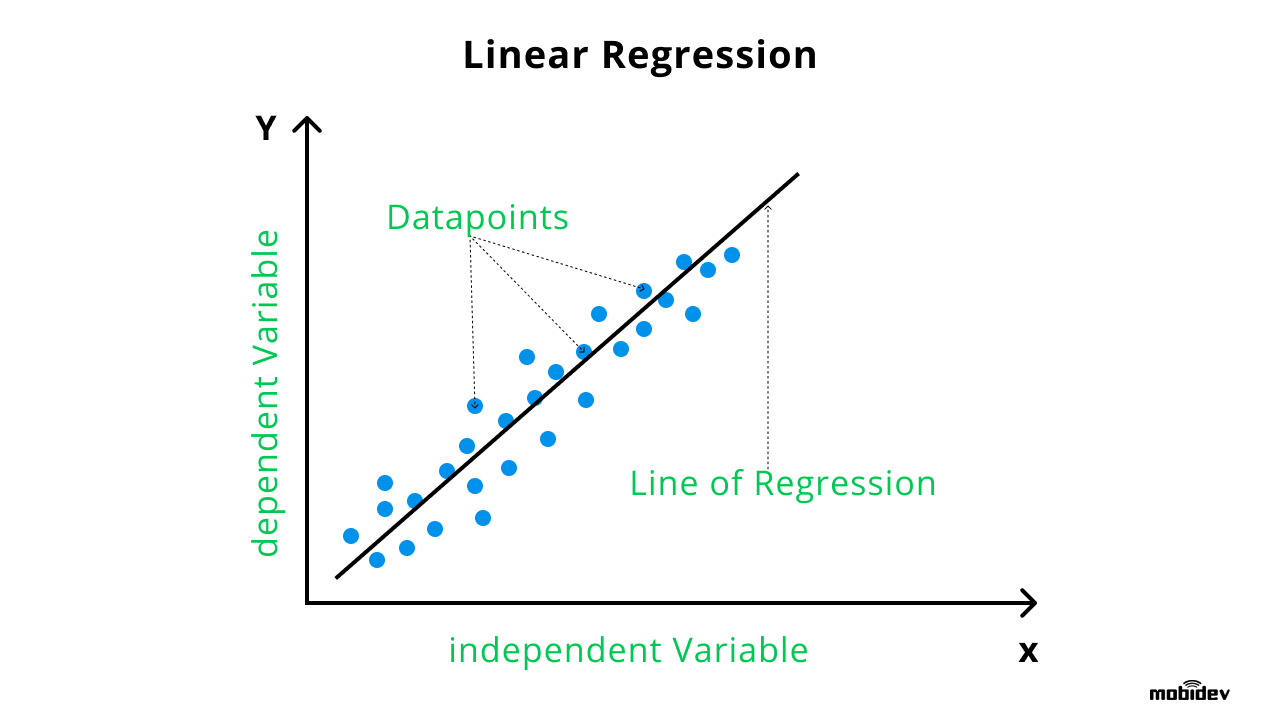 Linear Regression
Y
Datapoints
dependent Variable
Line of Regression
independent Variable
x
mobidev